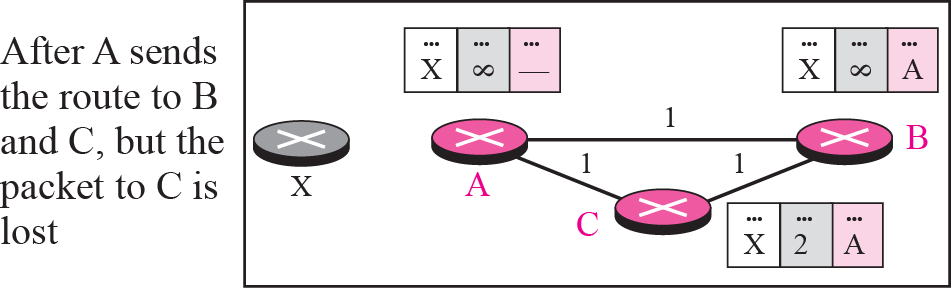 After A sends
the route to B
and C, but the
packet to C is
lost
... ... ...
X ∞ —
... ... ...
X ∞ A
1
B
X
A
1
1
C
... ... ...
X 2 A